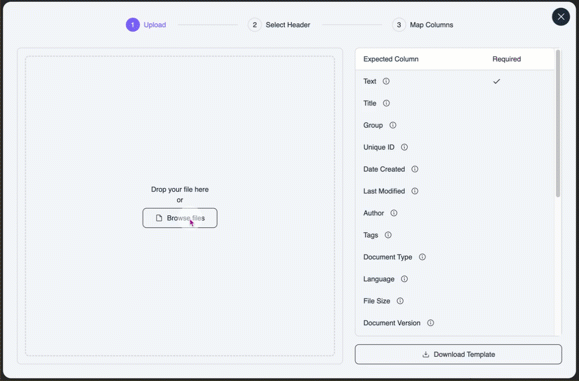 1 Upload 2 Select Header 3 Map Columns
Drop your file here
or
Browse files
Expected Column Required
Text
Title
Group
Unique ID
Date Created
Last Modified
Author
Tags
Document Type
Language
File Size
Document Version
Download Template